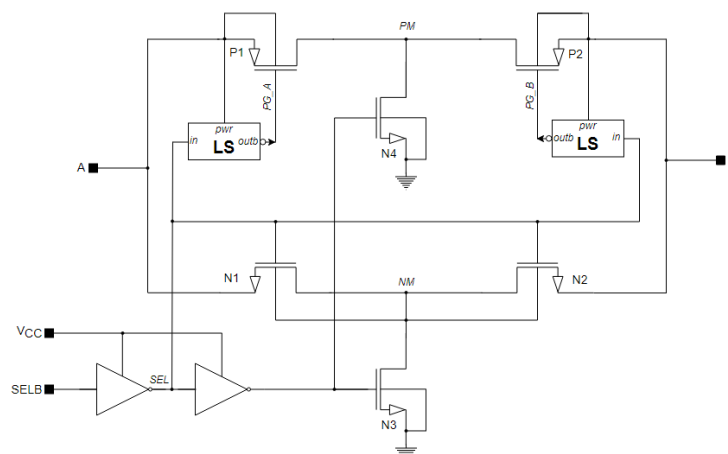 PM
P1
P2
PG_A
PG_B
pwr
in
outb
LS
pwr
outb
in
LS
N4
A
N1
NM
N2
VCC
SEL
SELB
N3